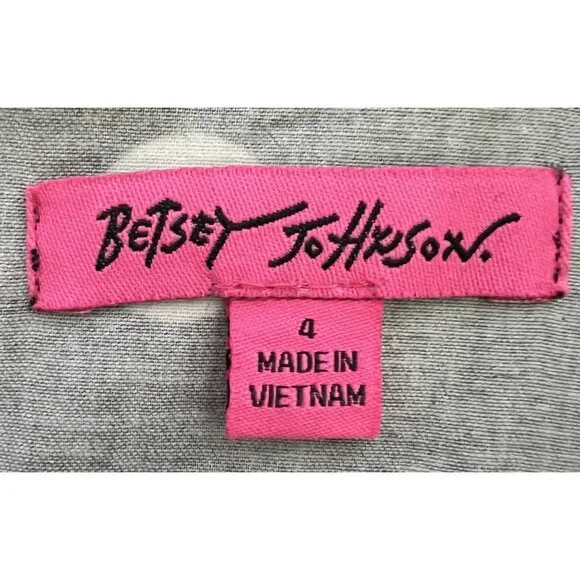 BETSEY JOHNSON.
4
MADE IN
VIETNAM